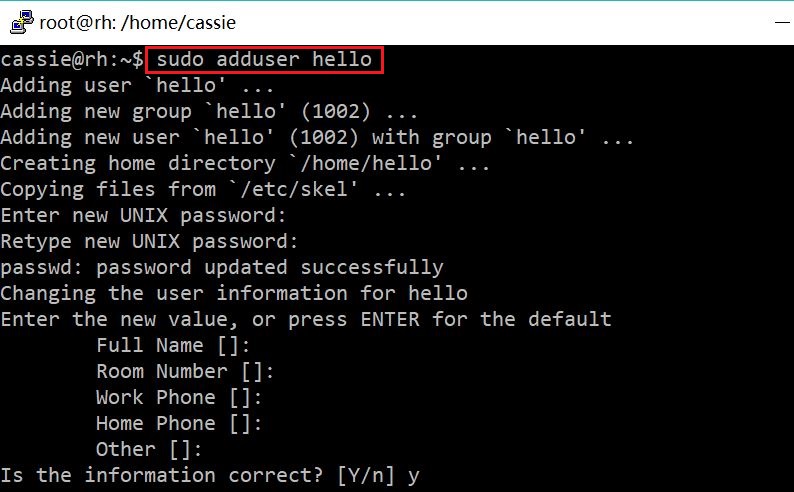 root@rh: /home/cassie
cassie@rh:~$ sudo adduser hello
Adding user `hello' ...
Adding new group `hello' (1002) ...
Adding new user `hello' (1002) with group `hello' ...
Creating home directory `/home/hello' ...
Copying files from `/etc/skel' ...
Enter new UNIX password:
Retype new UNIX password:
passwd: password updated successfully
Changing the user information for hello
Enter the new value, or press ENTER for the default
        Full Name []:
        Room Number []:
        Work Phone []:
        Home Phone []:
        Other []:
Is the information correct? [Y/n] y